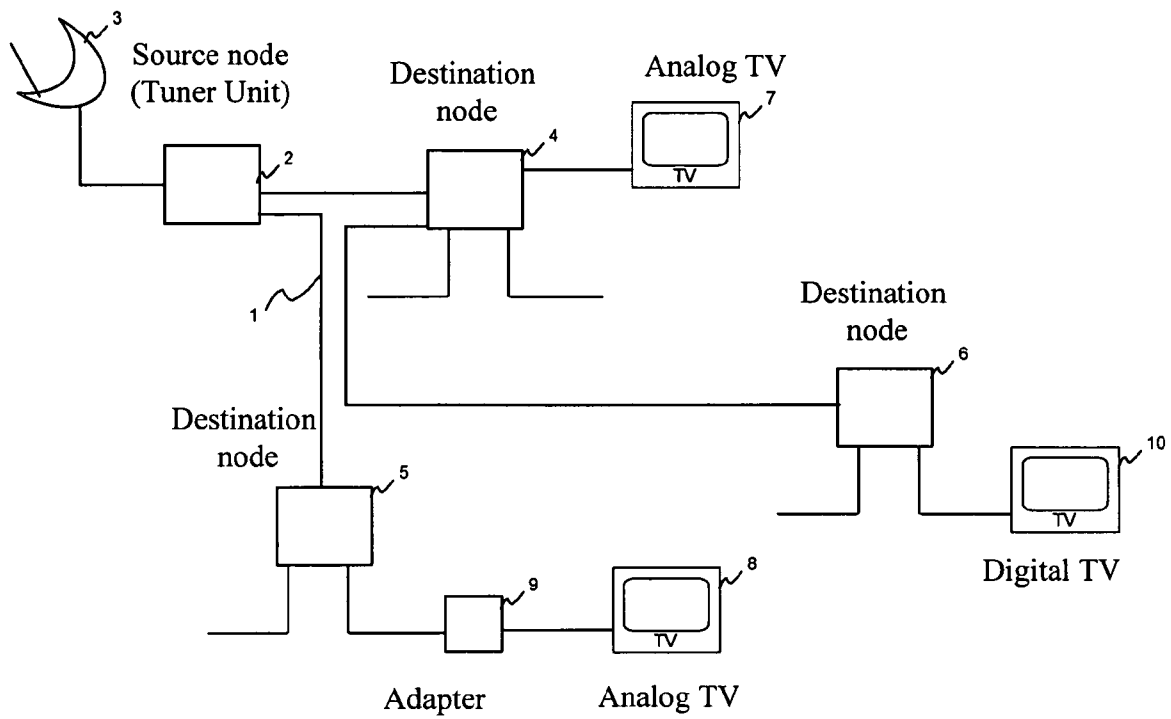 3
Source node
(Tuner Unit)
Destination
node
Analog TV
7
4
2
TV
1
Destination
node
6
Destination
node
10
5
TV
Digital TV
9
8
TV
Adapter
Analog TV